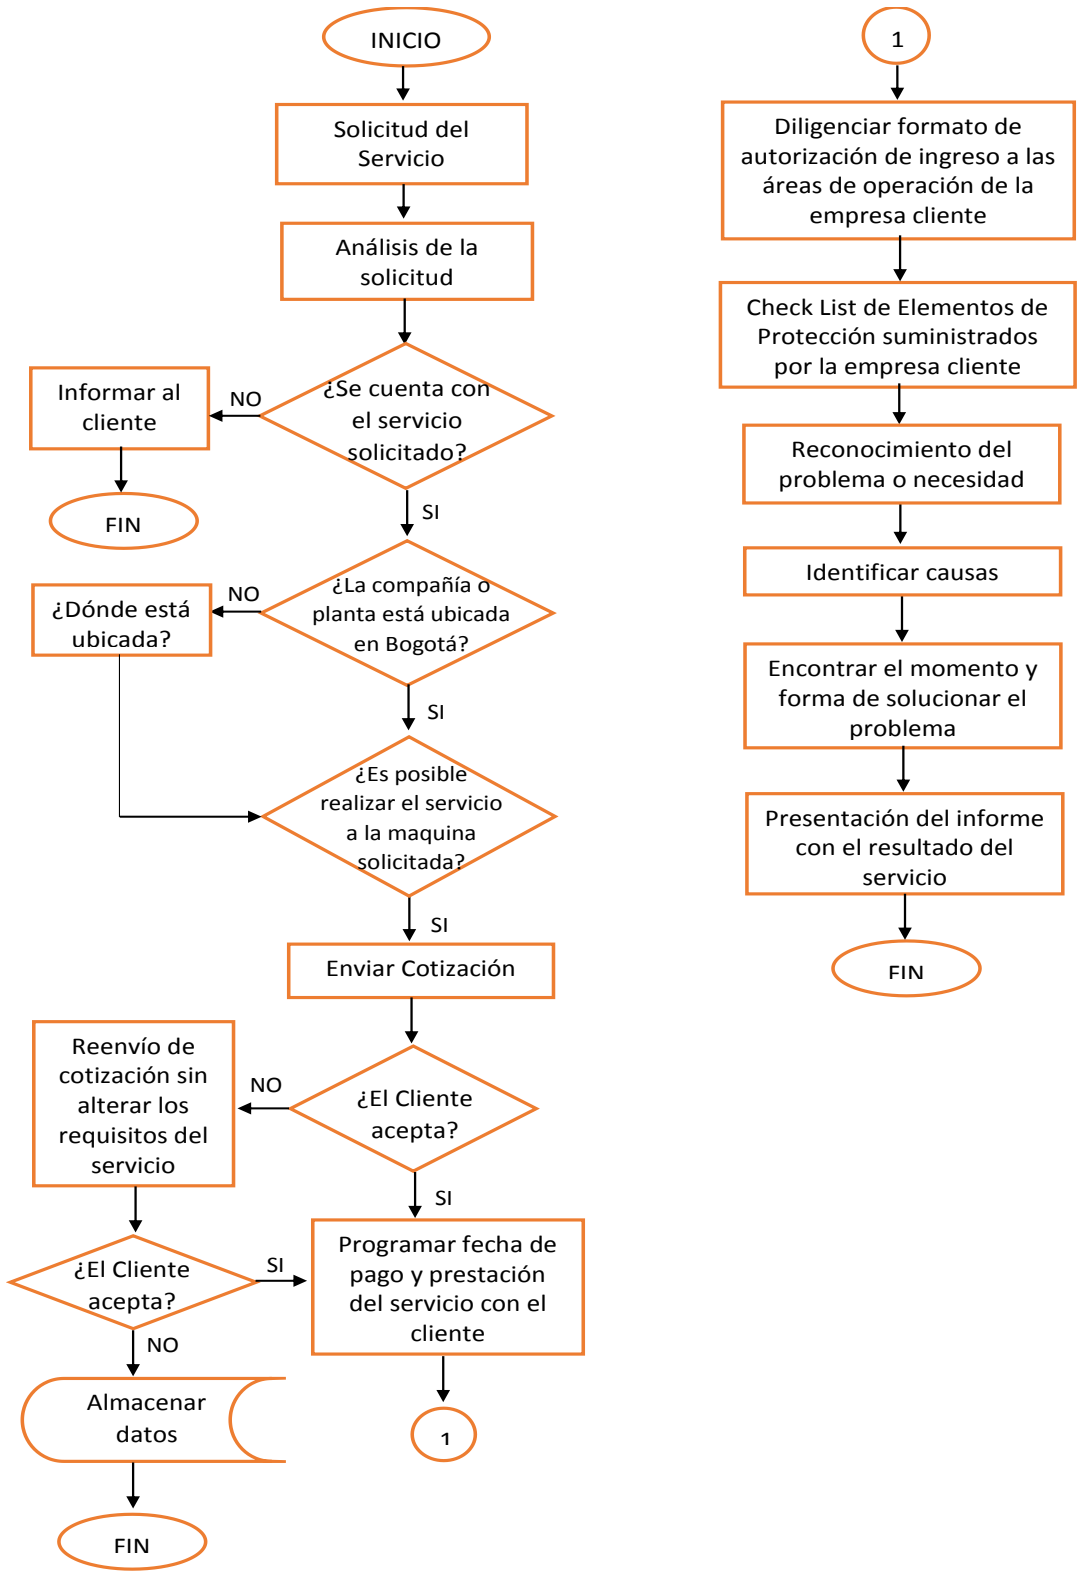 INICIO
Solicitud del
Servicio
Análisis de la
solicitud
¿Se cuenta con
el servicio
solicitado?
NO
Informar al
cliente
FIN
SI
¿La compañía o
planta está ubicada
en Bogotá?
NO
¿Dónde está
ubicada?
SI
¿Es posible
realizar el servicio
a la maquina
solicitada?
SI
Enviar Cotización
¿El Cliente
acepta?
NO
Reenvío de
cotización sin
alterar los
requisitos del
servicio
SI
¿El Cliente
acepta?
SI
Programar fecha de
pago y prestación
del servicio con el
cliente
NO
Almacenar
datos
FIN
1
1
Diligenciar formato de
autorización de ingreso a las
áreas de operación de la
empresa cliente
Check List de Elementos de
Protección suministrados
por la empresa cliente
Reconocimiento del
problema o necesidad
Identificar causas
Encontrar el momento y
forma de solucionar el
problema
Presentación del informe
con el resultado del
servicio
FIN